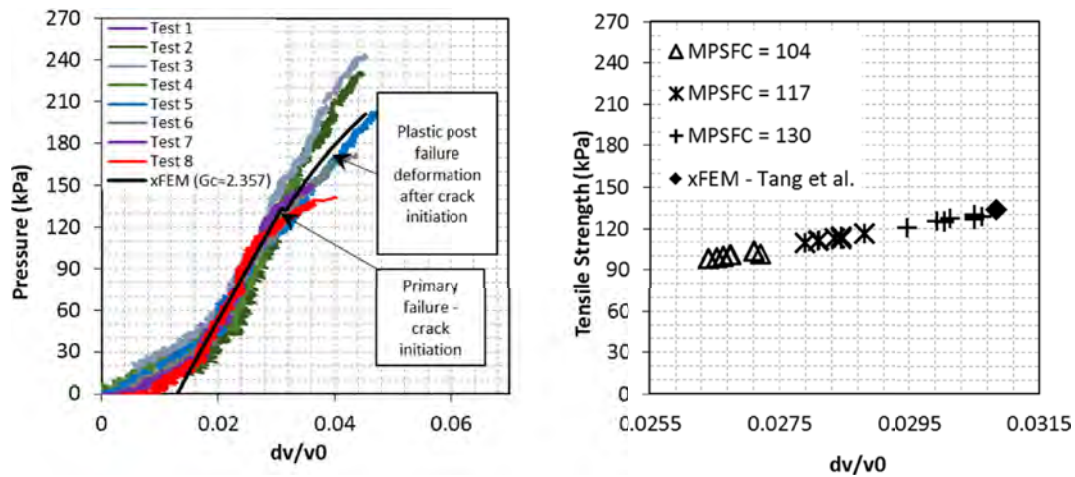 270
240
210
180
150
120
90
60
30
0
Pressure (kPa)
Test 1
Test 2
Test 3
Test 4
Test 5
Test 6
Test 7
Test 8
xFEM (Gc=2.357)
Plastic post
failure
deformation
after crack
initiation
Primary
failure -
crack
initiation
0 0.02 0.04 0.06
dv/v0
270
240
210
180
150
120
90
60
30
0
Tensile Strength (kPa)
MPSFC = 104
MPSFC = 117
MPSFC = 130
xFEM - Tang et al.
0.0255 0.0275 0.0295 0.0315
dv/v0